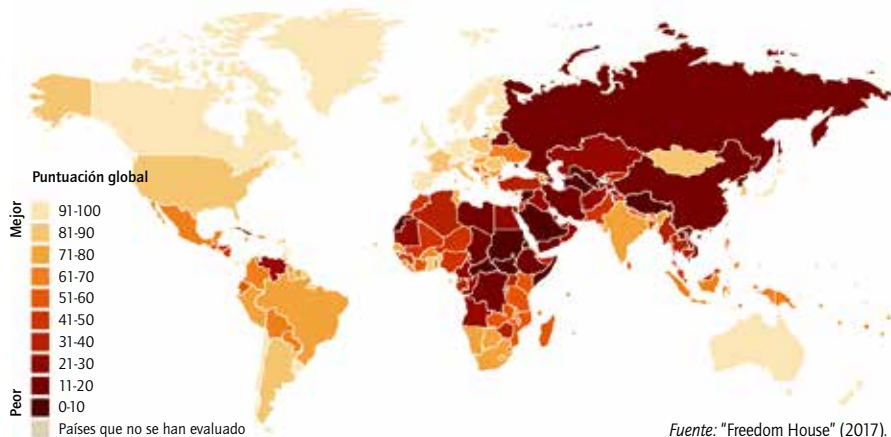 Puntuación global
Mejor
91-100
81-90
71-80
61-70
51-60
41-50
31-40
21-30
11-20
0-10
Peor
Países que no se han evaluado
Fuente: "Freedom House" (2017).